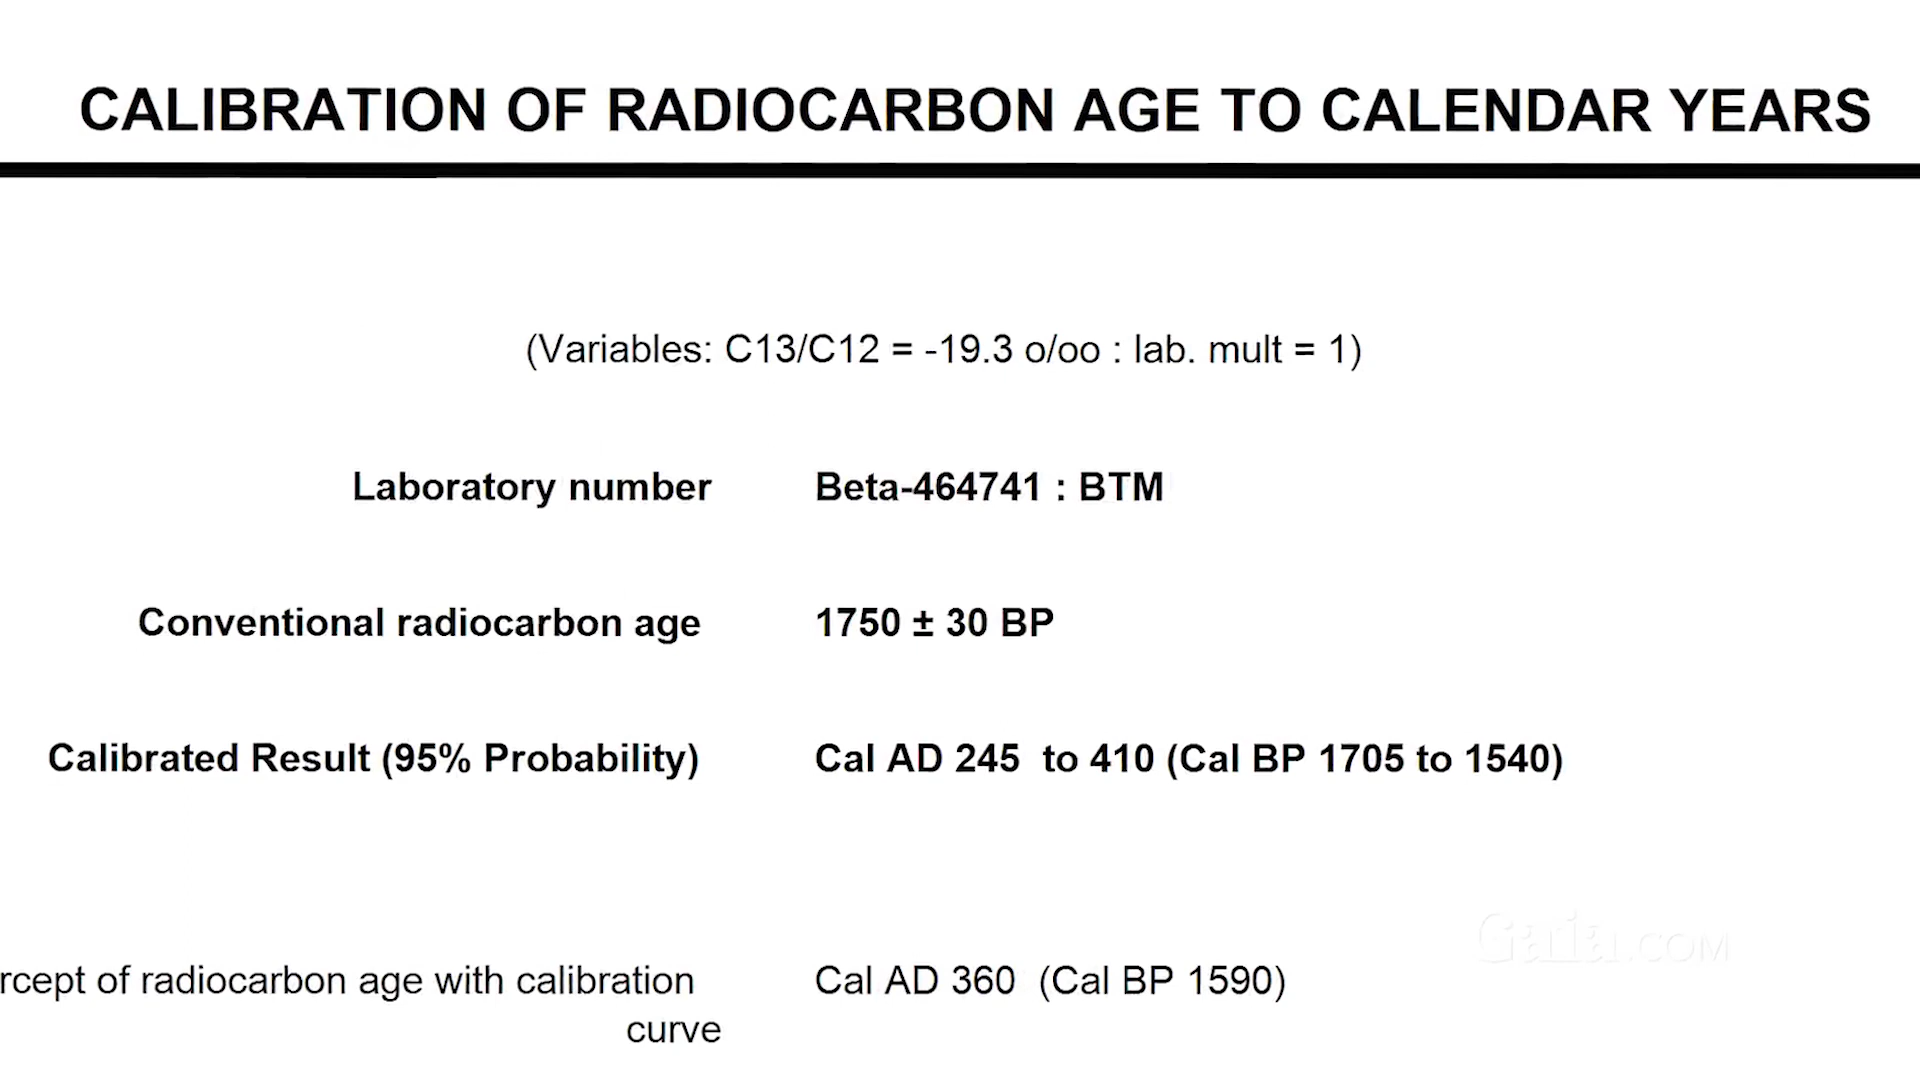 CALIBRATION OF RADIOCARBON AGE TO CALENDAR YEARS
(Variables: C13/C12 = -19.3 o/oo : lab. mult = 1)
Laboratory number Beta-464741 : BTM
Conventional radiocarbon age 1750 ± 30 BP
Calibrated Result (95% Probability) Cal AD 245 to 410 (Cal BP 1705 to 1540)
rcept of radiocarbon age with calibration Cal AD 360 (Cal BP 1590)
curve
Gaia.COM